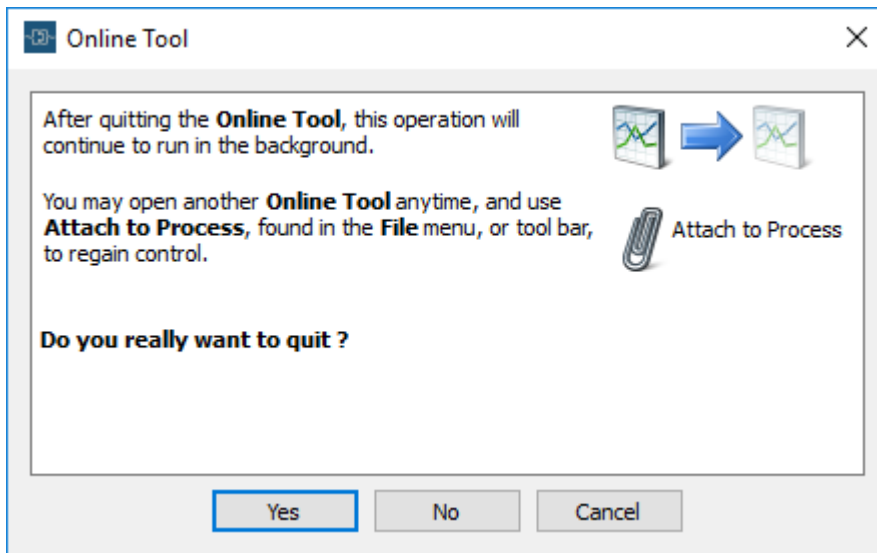 Online Tool
After quitting the Online Tool, this operation will
continue to run in the background.
You may open another Online Tool anytime, and use
Attach to Process, found in the File menu, or tool bar,
to regain control.
Attach to Process
Do you really want to quit ?
Yes
No
Cancel